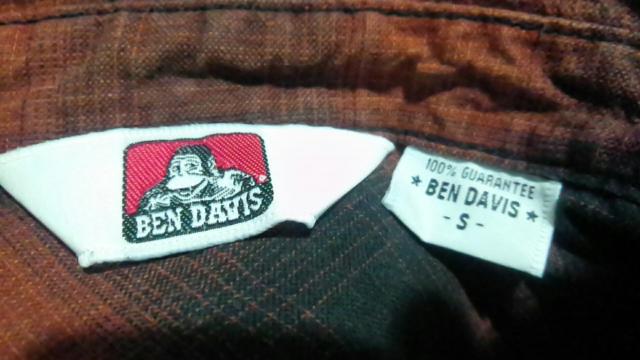 BEN DAVIS
100% GUARANTEE
★ BEN DAVIS ★
- S -